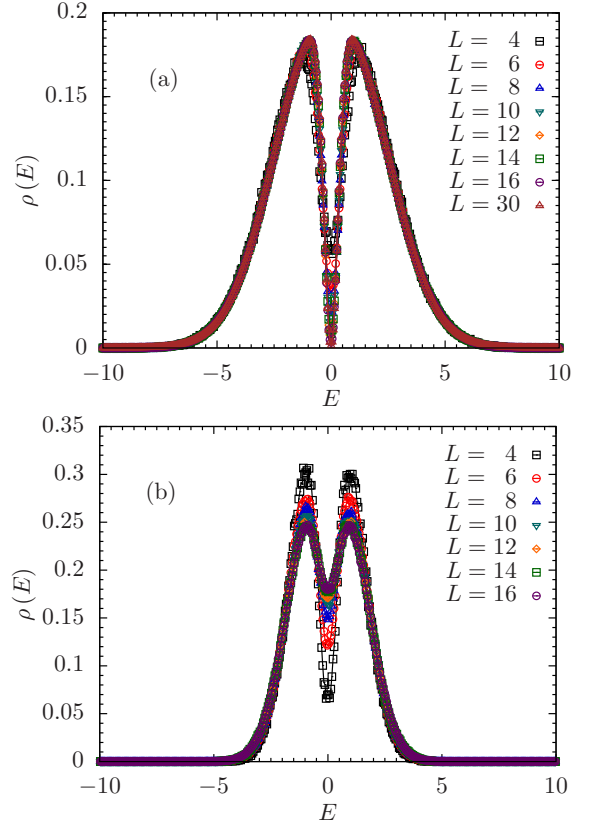 0.2
0.15
0.1
0.05
0
ρ(E)
(a)
L = 4
L = 6
L = 8
L = 10
L = 12
L = 14
L = 16
L = 30
−10 −5 0 5 10
E
0.35
0.3
0.25
0.2
0.15
0.1
0.05
0
ρ(E)
(b)
L = 4
L = 6
L = 8
L = 10
L = 12
L = 14
L = 16
−10 −5 0 5 10
E